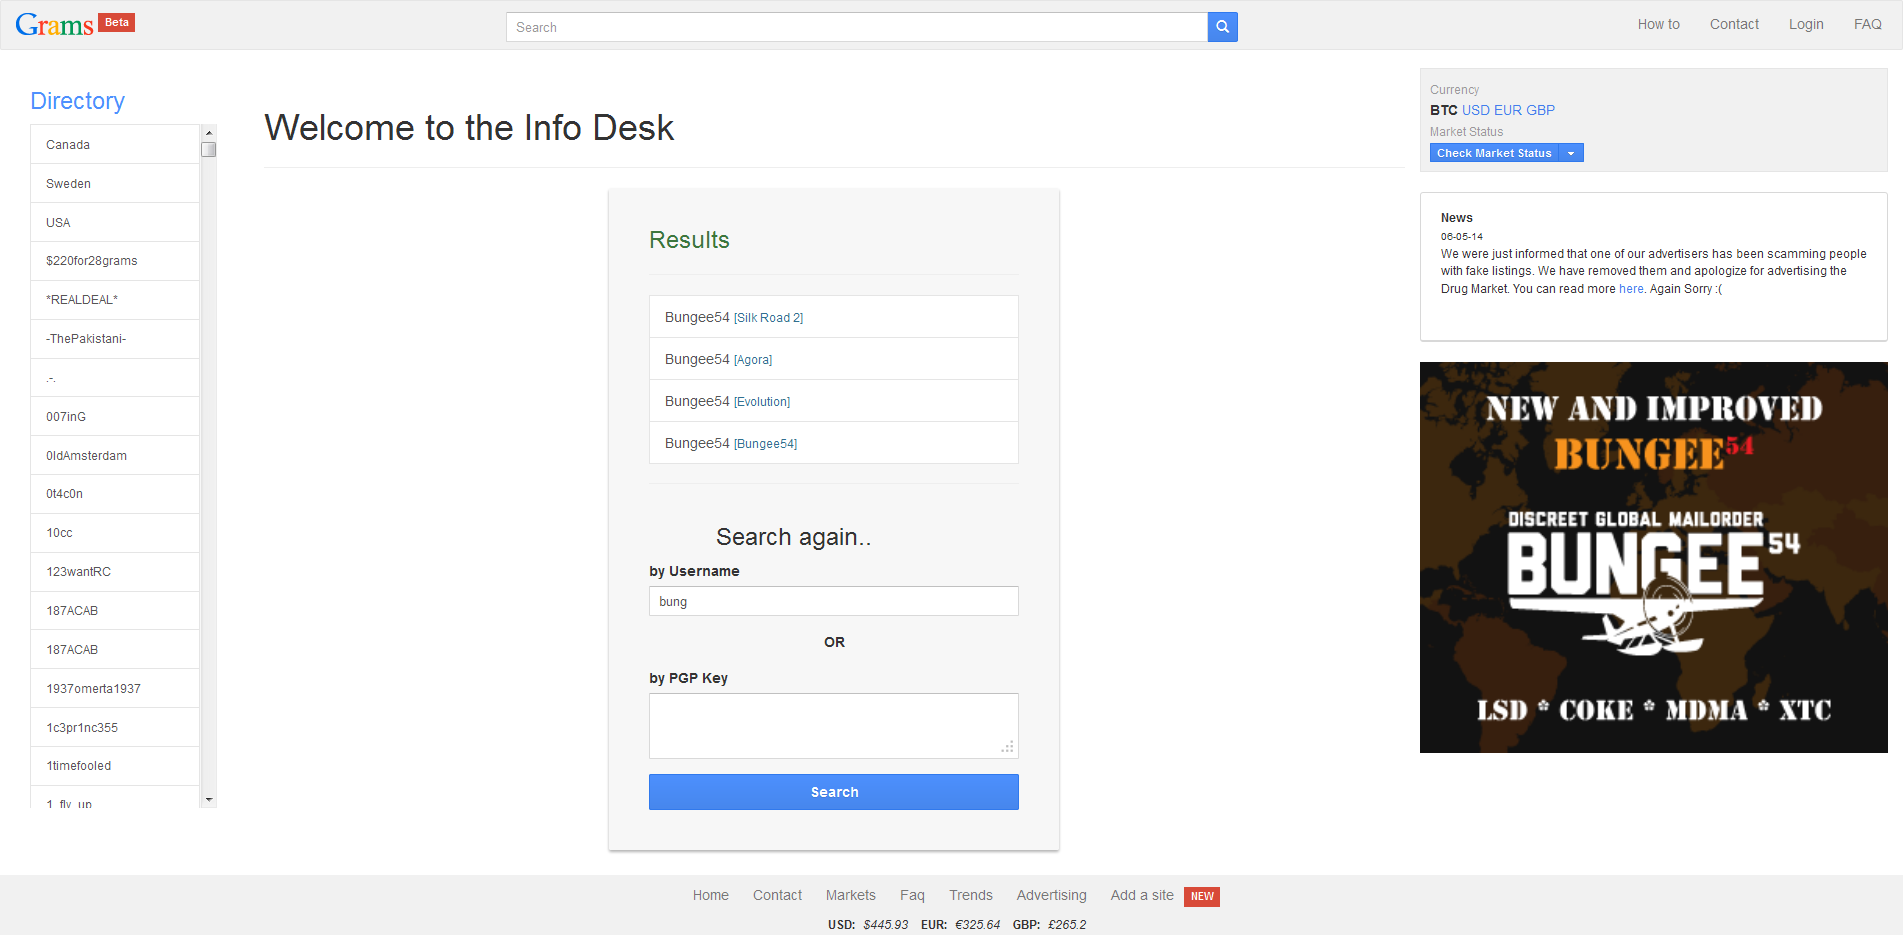 Grams Beta
Search
How to Contact Login FAQ
Directory
Canada
Sweden
USA
$220for28grams
*REALDEAL*
-ThePakistani-
.-.
007inG
0ldAmsterdam
0t4c0n
10cc
123wantRC
187ACAB
187ACAB
1937omerta1937
1c3pr1nc355
1timefooled
1_fly_up
Welcome to the Info Desk
Results
Bungee54 [Silk Road 2]
Bungee54 [Agora]
Bungee54 [Evolution]
Bungee54 [Bungee54]
Search again..
by Username
bung
OR
by PGP Key
Search
Currency
BTC USD EUR GBP
Market Status
Check Market Status
News
06-05-14
We were just informed that one of our advertisers has been scamming people
with fake listings. We have removed them and apologize for advertising the
Drug Market. You can read more here. Again Sorry :(
NEW AND IMPROVED
BUNGEE54
DISCREET GLOBAL MAILORDER
BUNGEE54
LSD * COKE * MDMA * XTC
Home Contact Markets Faq Trends Advertising Add a site NEW
USD: $445.93 EUR: €325.64 GBP: £265.2